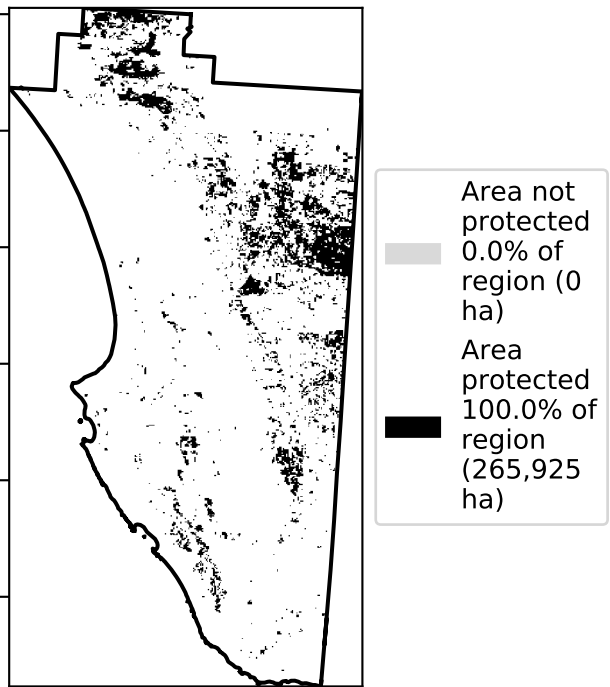 Area not
protected
0.0% of
region (0
ha)
Area
protected
100.0% of
region
(265,925
ha)